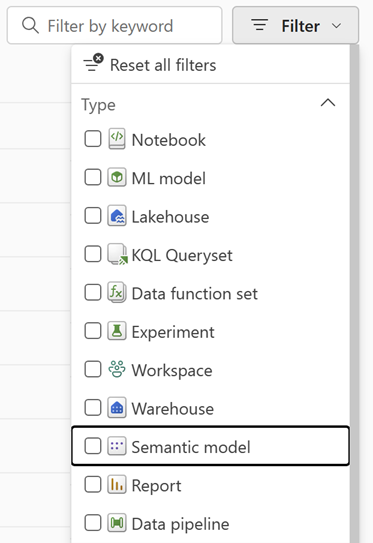 Filter by keyword
Filter
Reset all filters
Type
Notebook
ML model
Lakehouse
KQL Queryset
Data function set
Experiment
Workspace
Warehouse
Semantic model
Report
Data pipeline